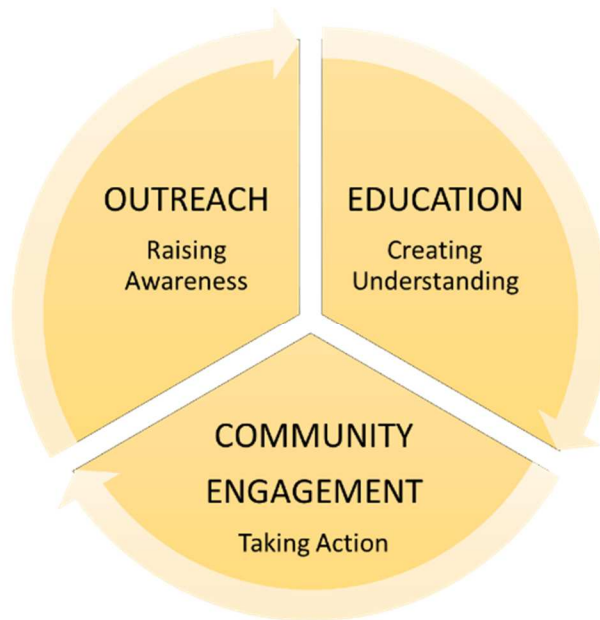 OUTREACH
Raising
Awareness
EDUCATION
Creating
Understanding
COMMUNITY
ENGAGEMENT
Taking Action